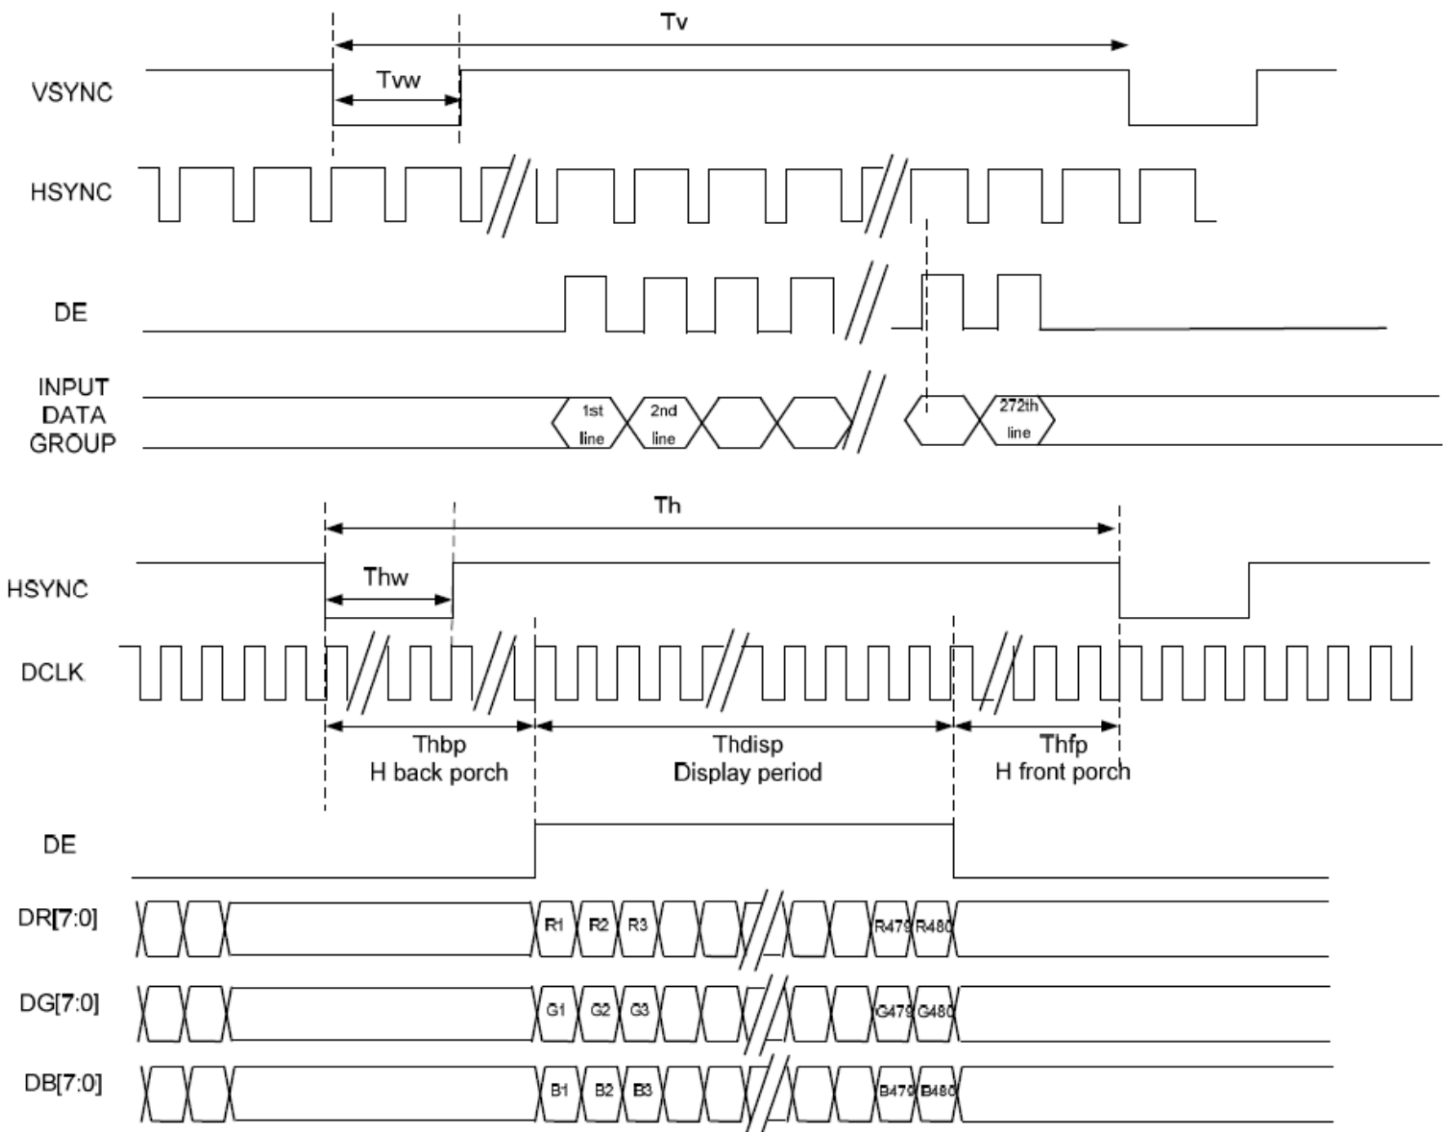 Tv
Tvw
VSYNC
HSYNC
DE
INPUT
DATA
GROUP
1st
line
2nd
line
272th
line
Th
Thw
HSYNC
DCLK
Thbp
H back porch
Thdisp
Display period
Thfp
H front porch
DE
DR[7:0]
R1 R2 R3 R479 R480
DG[7:0]
G1 G2 G3 G479 G480
DB[7:0]
B1 B2 B3 B479 B480